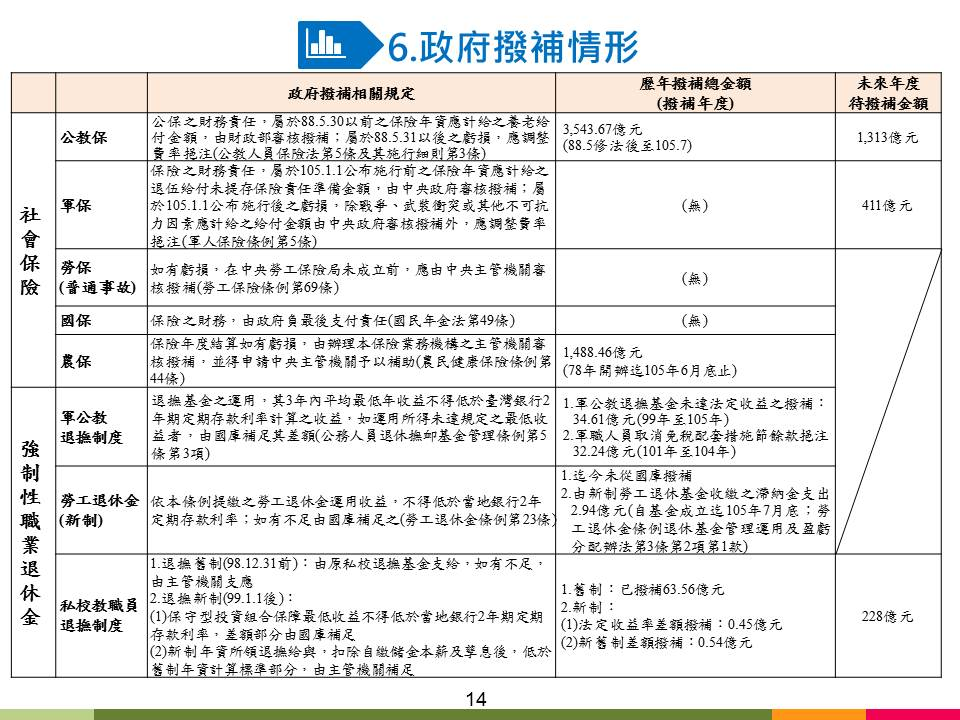 6.政府撥補情形
政府撥補相關規定
歷年撥補總金額
(撥補年度)
未來年度
待撥補金額
社會保險
公教保
公保之財務責任，屬於88.5.30以前之保險年資應計給之養老給
付金額，由財政部審核撥補；屬於88.5.31以後之虧損，應調整
費率挹注(公教人員保險法第5條及其施行細則第3條)
3,543.67億元
(88.5修法後至105.7)
1,313億元
軍保
保險之財務責任，屬於105.1.1公布施行前之保險年資應計給之
退伍給付未提存保險責任準備金額，由中央政府審核撥補；屬
於105.1.1公布施行後之虧損，除戰爭、武裝衝突或其他不可抗
力因素應計給之給付金額由中央政府審核撥補外，應調整費率
挹注(軍人保險條例第5條)
(無)
411億元
勞保
(普通事故)
如有虧損，在中央勞工保險局未成立前，應由中央主管機關審
核撥補(勞工保險條例第69條)
(無)
國保
保險之財務，由政府負最後支付責任(國民年金法第49條)
(無)
農保
保險年度結算如有虧損，由辦理本保險業務機構之主管機關審
核撥補，並得申請中央主管機關予以補助(農民健康保險條例第
44條)
1,488.46億元
(78年開辦迄105年6月底止)
強制性職業退休金
軍公教
退撫制度
退撫基金之運用，其3年內平均最低年收益不得低於臺灣銀行2
年期定期存款利率計算之收益，如運用所得未達規定之最低收
益者，由國庫補足其差額(公務人員退休撫卹基金管理條例第5
條第3項)
1.軍公教退撫基金未達法定收益之撥補：
34.61億元(99年至105年)
2.軍職人員取消免稅配套措施節餘款挹注
32.24億元(101年至104年)
勞工退休金
(新制)
依本條例提繳之勞工退休金運用收益，不得低於當地銀行2年
定期存款利率；如有不足由國庫補足之(勞工退休金條例第23條)
1.迄今未從國庫撥補
2.由新制勞工退休基金收繳之滯納金支出
2.94億元(自基金成立迄105年7月底；勞
工退休金條例退休基金管理運用及盈虧
分配辦法第3條第2項第1款)
私校教職員
退撫制度
1.退撫舊制(98.12.31前)：由原私校退撫基金支給，如有不足，
由主管機關支應
2.退撫新制(99.1.1後)：
(1)保守型投資組合保障最低收益不得低於當地銀行2年期定期
存款利率，差額部分由國庫補足
(2)新制年資所領退撫給與，扣除自繳儲金本薪及孳息後，低於
舊制年資計算標準部分，由主管機關補足
1.舊制：已撥補63.56億元
2.新制：
(1)法定收益率差額撥補：0.45億元
(2)新舊制差額撥補：0.54億元
228億元
14